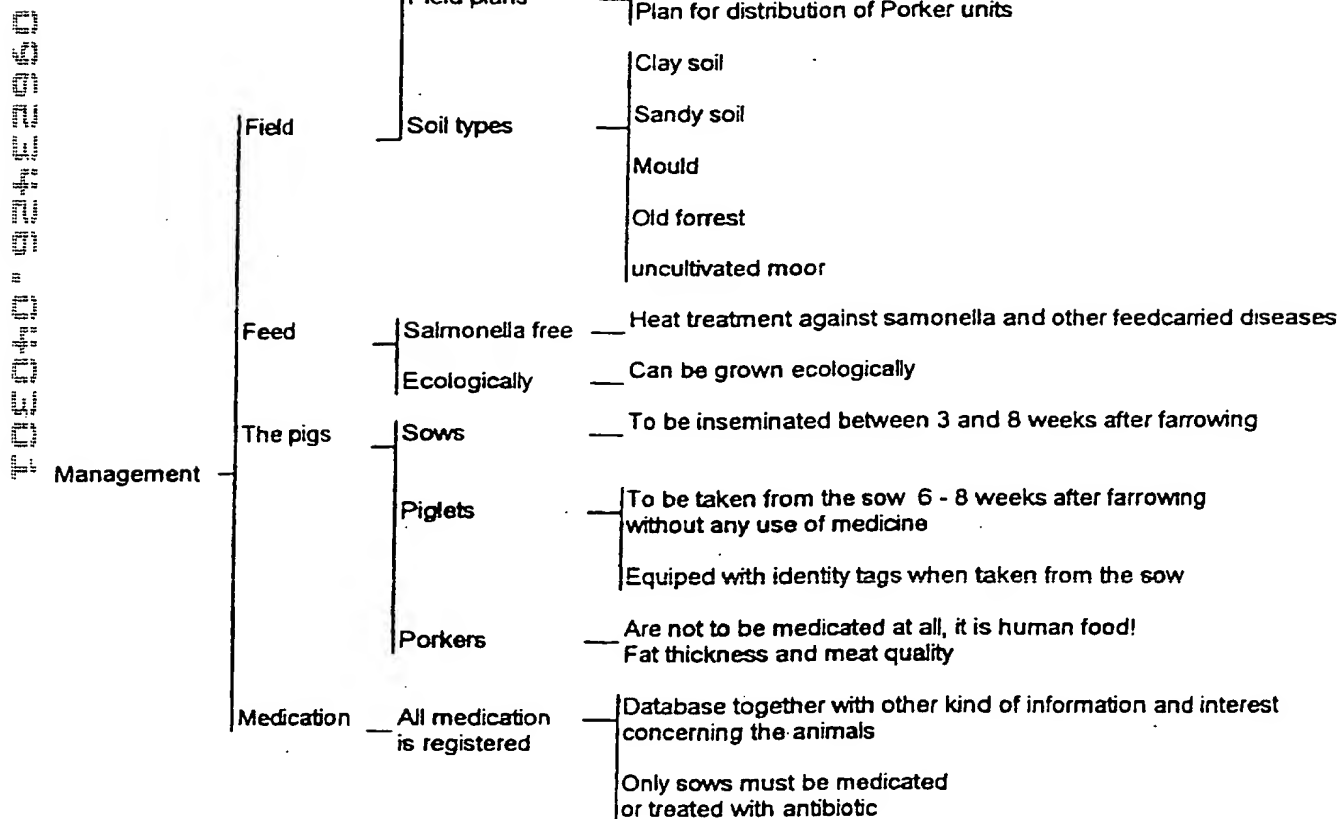 Plan for distribution of Porker units
Clay soil
Field
Soil types
Sandy soil
Mould
Old forrest
uncultivated moor
Feed
Salmonella free
Heat treatment against samonella and other feedcarried diseases
Ecologically
Can be grown ecologically
The pigs
Sows
To be inseminated between 3 and 8 weeks after farrowing
Management
Piglets
To be taken from the sow 6 - 8 weeks after farrowing
without any use of medicine
Equiped with identity tags when taken from the sow
Porkers
Are not to be medicated at all, it is human food!
Fat thickness and meat quality
Medication
All medication
is registered
Database together with other kind of information and interest
concerning the animals
Only sows must be medicated
or treated with antibiotic